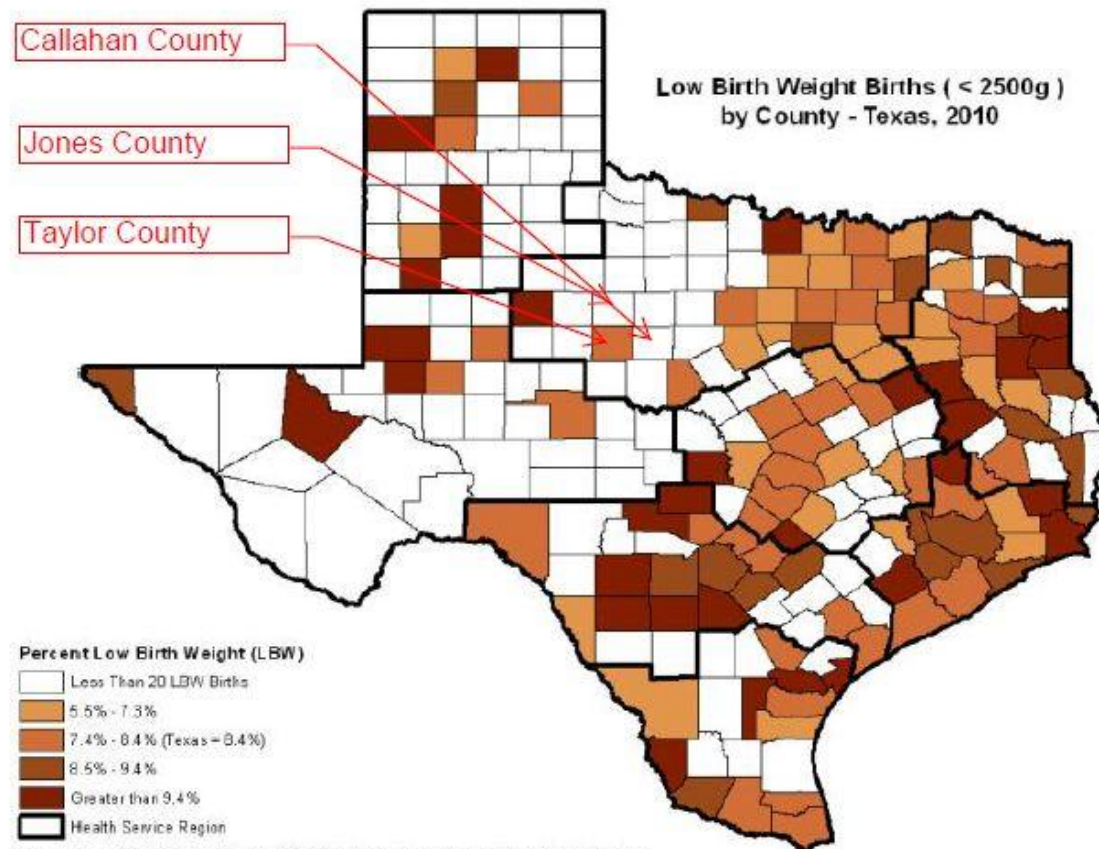 Callahan County
Jones County
Taylor County
Low Birth Weight Births ( < 2500g )
by County - Texas, 2010
Percent Low Birth Weight (LBW)
Less Than 20 LBW Births
5.5% - 7.3%
7.4% - 8.4% (Texas = 8.4%)
8.5% - 9.4%
Greater than 9.4%
Health Service Region